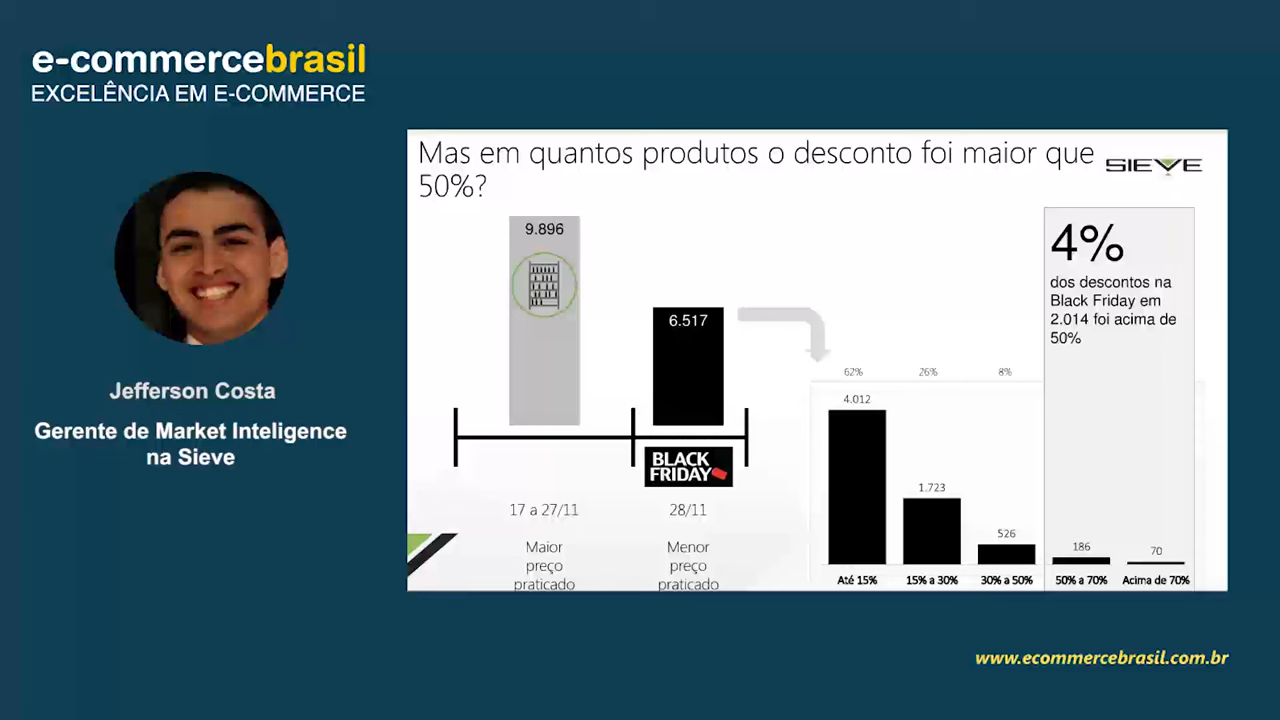 e-commercebrasil
EXCELÊNCIA EM E-COMMERCE
Jefferson Costa
Gerente de Market Inteligence
na Sieve
Mas em quantos produtos o desconto foi maior que
50%?
SIEVE
9.896
6.517
BLACK
FRIDAY
17 a 27/11
28/11
Maior
preço
praticado
Menor
preço
praticado
4%
dos descontos na
Black Friday em
2.014 foi acima de
50%
62%
26%
8%
4.012
1.723
526
186
70
Até 15%
15% a 30%
30% a 50%
50% a 70%
Acima de 70%
www.ecommercebrasil.com.br